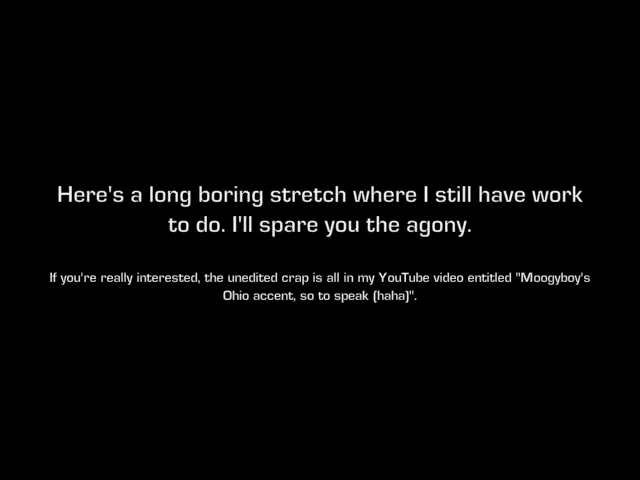 Here's a long boring stretch where I still have work
to do. I'll spare you the agony.
If you're really interested, the unedited crap is all in my YouTube video entitled "Moogyboy's
Ohio accent, so to speak (haha)".